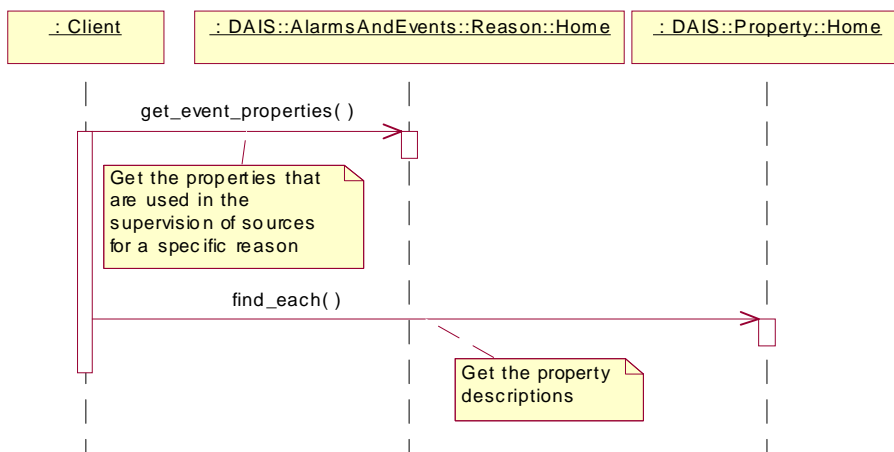 : Client
: DAIS::AlarmsAndEvents::Reason::Home
: DAIS::Property::Home
get_event_properties( )
Get the properties that
are used in the
supervision of sources
for a specific reason
find_each( )
Get the property
descriptions